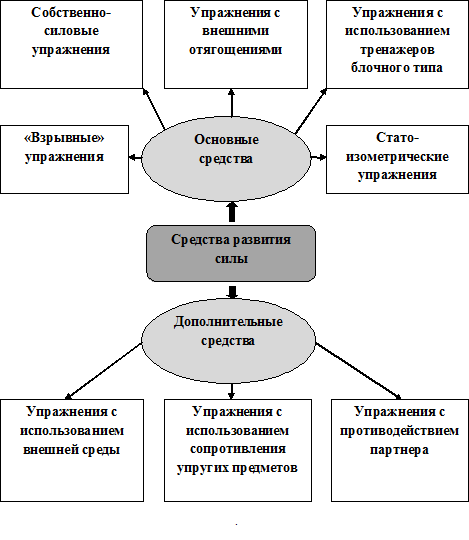 Собственно-
силовые
упражнения
Упражнения с
внешними
отягощениями
Упражнения с
использованием
тренажеров
блочного типа
«Взрывные»
упражнения
Основные
средства
Стато-
изометрические
упражнения
Средства развития
силы
Дополнительные
средства
Упражнения с
использованием
внешней среды
Упражнения с
использованием
сопротивления
упругих предметов
Упражнения с
противодействием
партнера
.